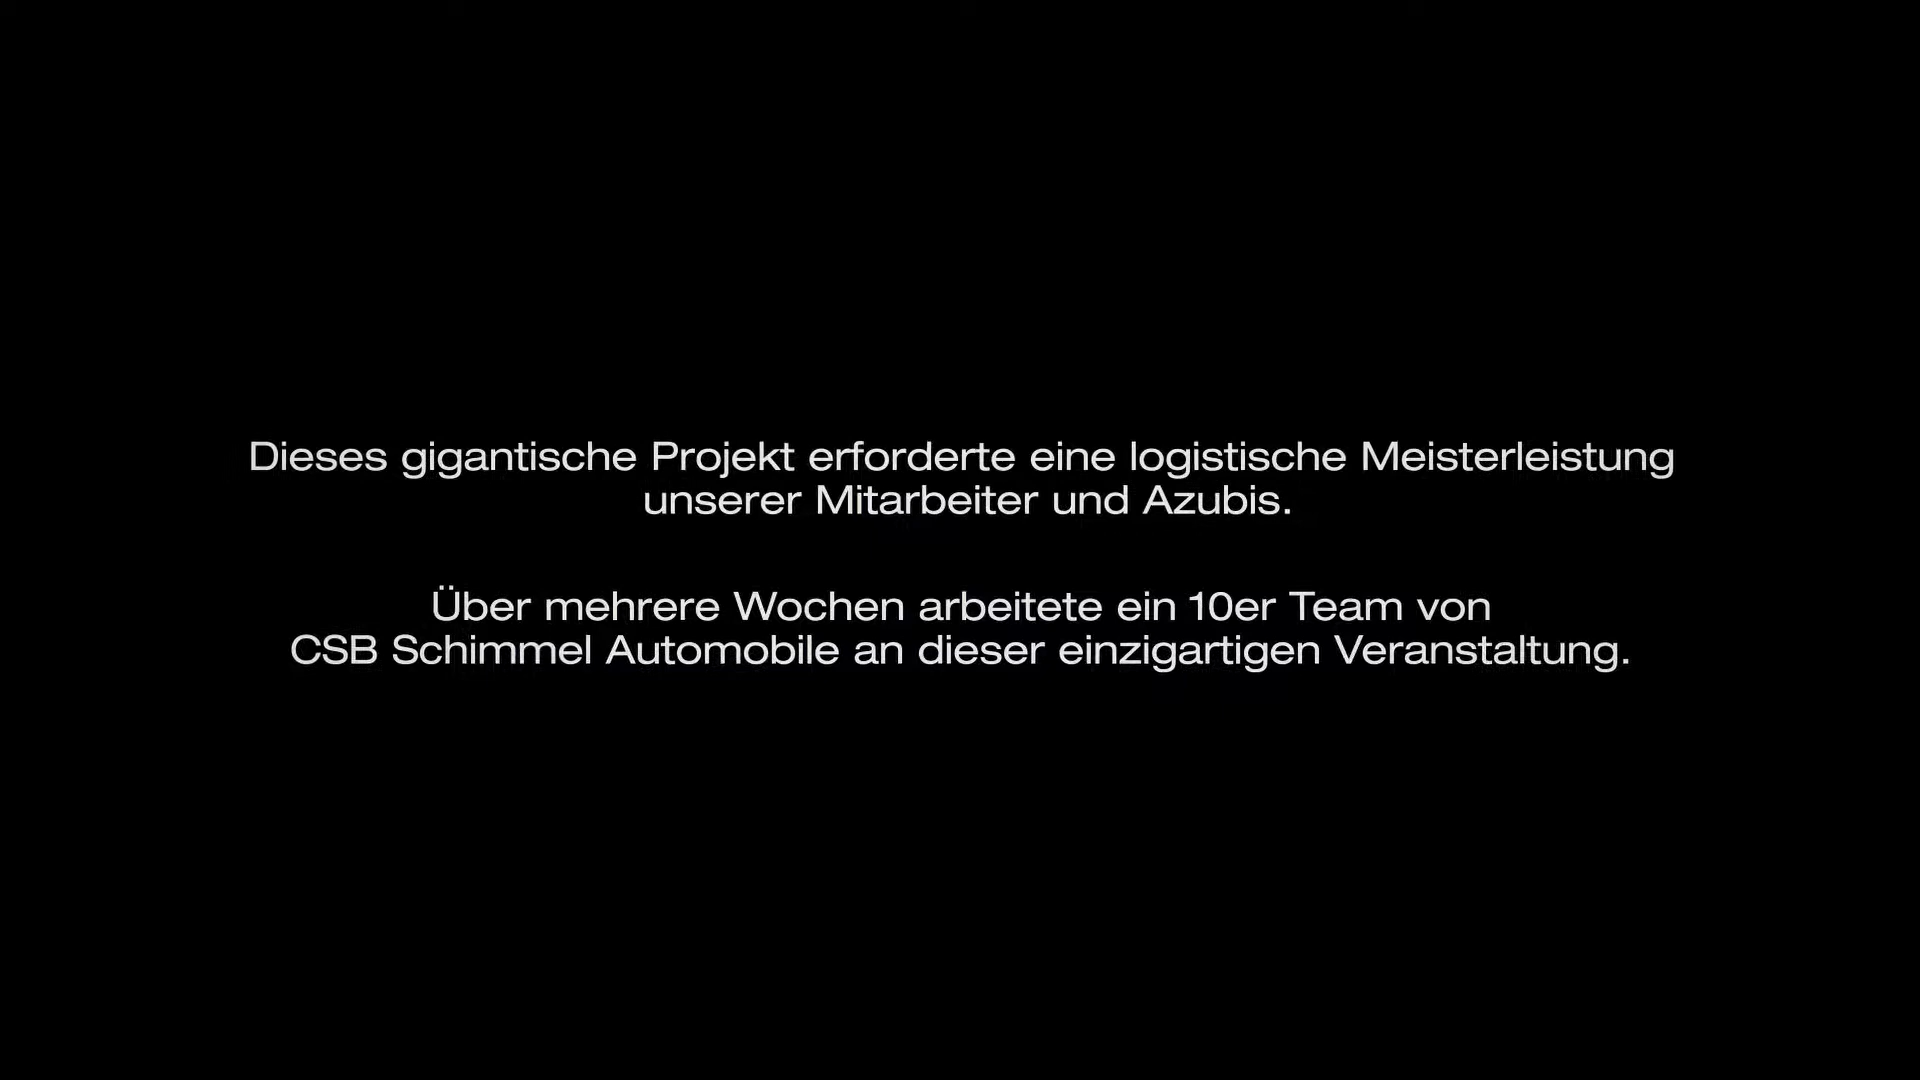 Dieses gigantische Projekt erforderte eine logistische Meisterleistung
unserer Mitarbeiter und Azubis.
Über mehrere Wochen arbeitete ein 10er Team von
CSB Schimmel Automobile an dieser einzigartigen Veranstaltung.